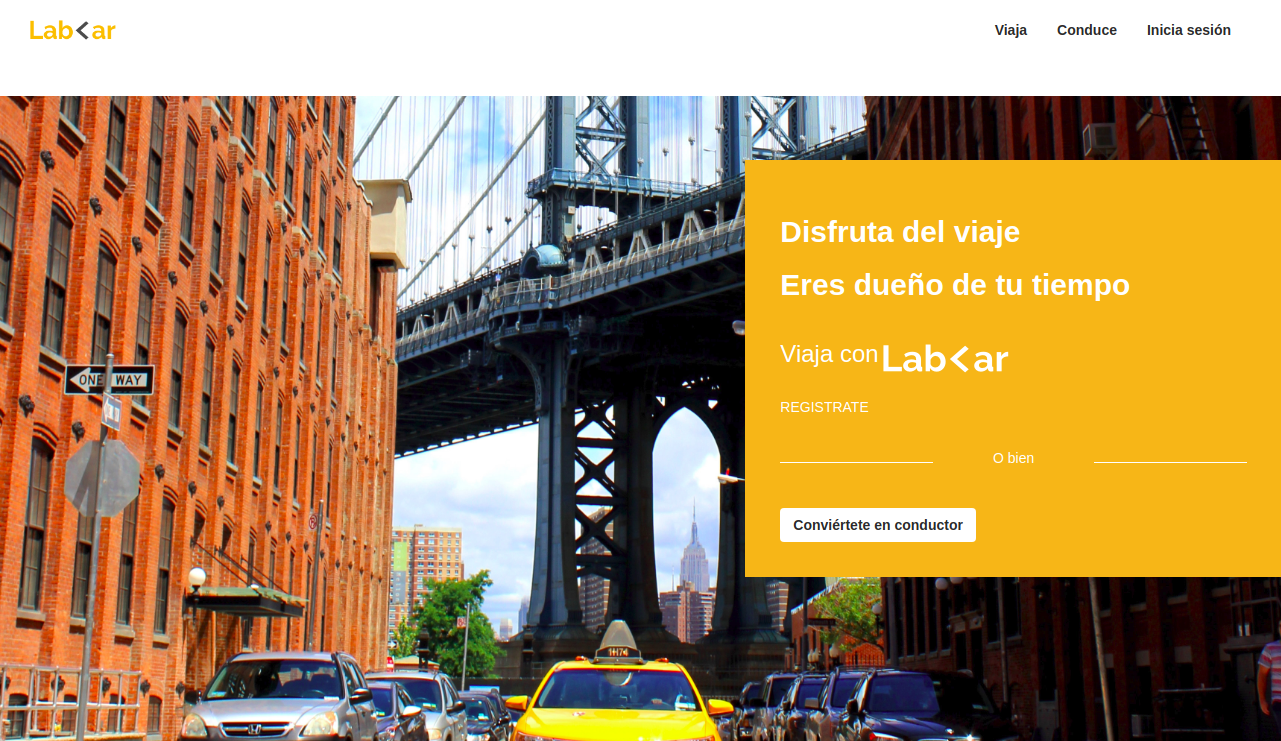 Lab<ar
Viaja Conduce Inicia sesión
Disfruta del viaje
Eres dueño de tu tiempo
Viaja con Lab<ar
REGISTRATE
O bien
Conviértete en conductor
ONE WAY
1H74